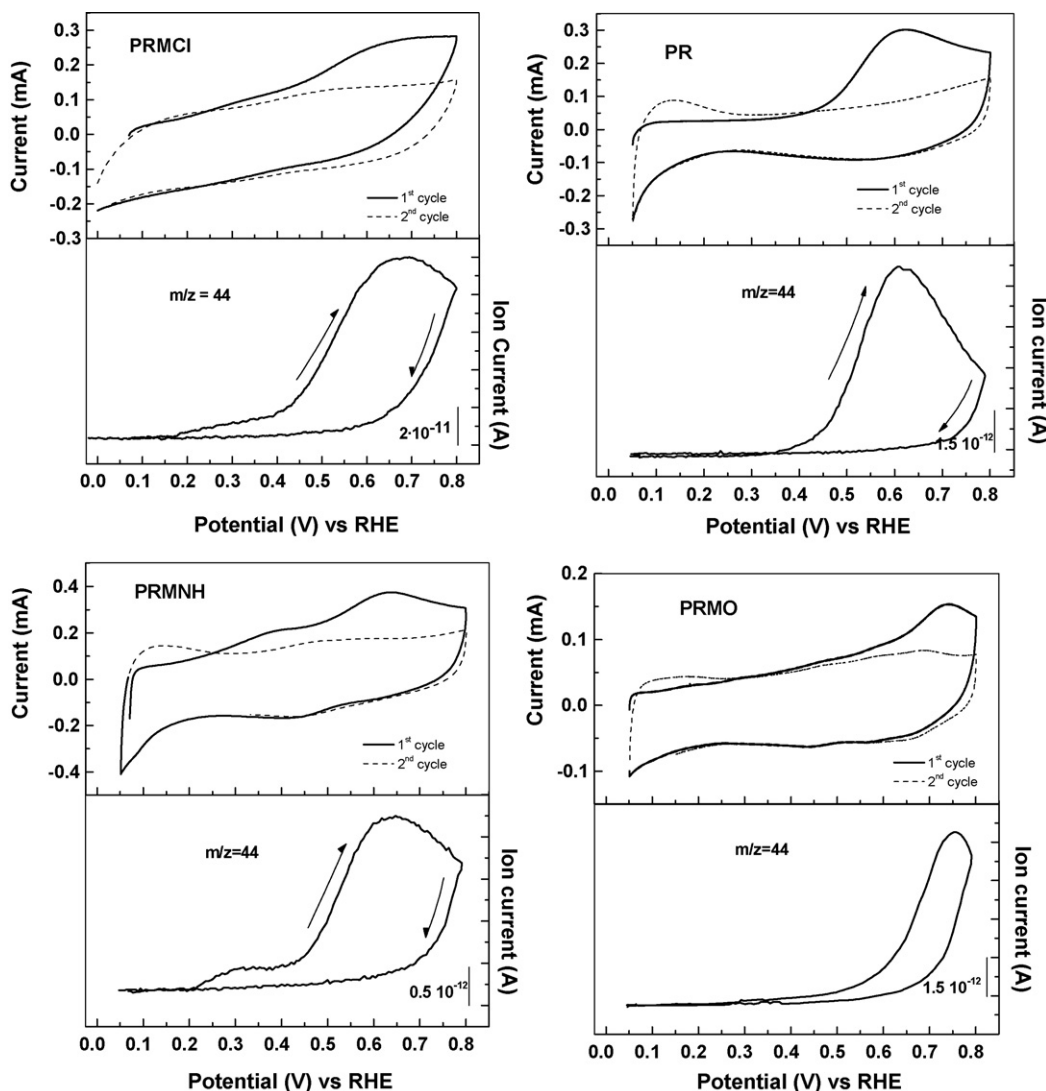 PRMCl
Current (mA)
0.3
0.2
0.1
0.0
-0.1
-0.2
-0.3
1st cycle
2nd cycle
m/z = 44
2·10-11
Ion Current (A)
0.0 0.1 0.2 0.3 0.4 0.5 0.6 0.7 0.8
Potential (V) vs RHE
PR
Current (mA)
0.3
0.2
0.1
0.0
-0.1
-0.2
-0.3
1st cycle
2nd cycle
m/z=44
1.5 10-12
Ion current (A)
0.0 0.1 0.2 0.3 0.4 0.5 0.6 0.7 0.8
Potential (V) vs RHE
PRMNH
Current (mA)
0.4
0.2
0.0
-0.2
-0.4
1st cycle
2nd cycle
m/z=44
0.5 10-12
Ion current (A)
0.0 0.1 0.2 0.3 0.4 0.5 0.6 0.7 0.8
Potential (V) vs RHE
PRMO
Current (mA)
0.2
0.1
0.0
-0.1
1st cycle
2nd cycle
m/z=44
1.5 10-12
Ion current (A)
0.0 0.1 0.2 0.3 0.4 0.5 0.6 0.7 0.8
Potential (V) vs RHE